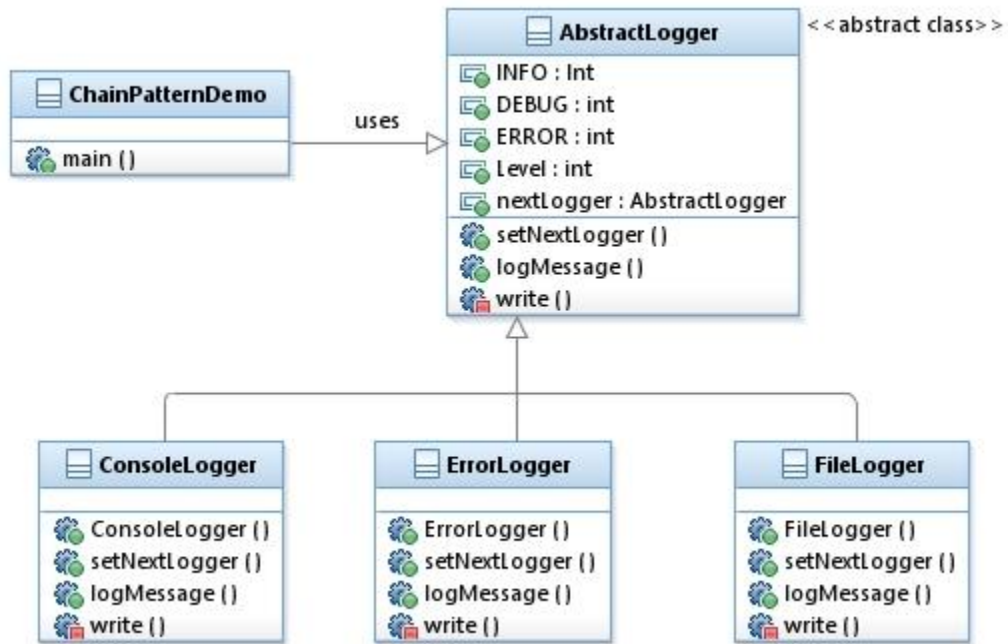 AbstractLogger
<<abstract class>>
INFO : Int
DEBUG : int
ERROR : int
Level : int
nextLogger : AbstractLogger
setNextLogger ()
logMessage ()
write ()
ChainPatternDemo
main ()
uses
ConsoleLogger
ConsoleLogger ()
setNextLogger ()
logMessage ()
write ()
ErrorLogger
ErrorLogger ()
setNextLogger ()
logMessage ()
write ()
FileLogger
FileLogger ()
setNextLogger ()
logMessage ()
write ()